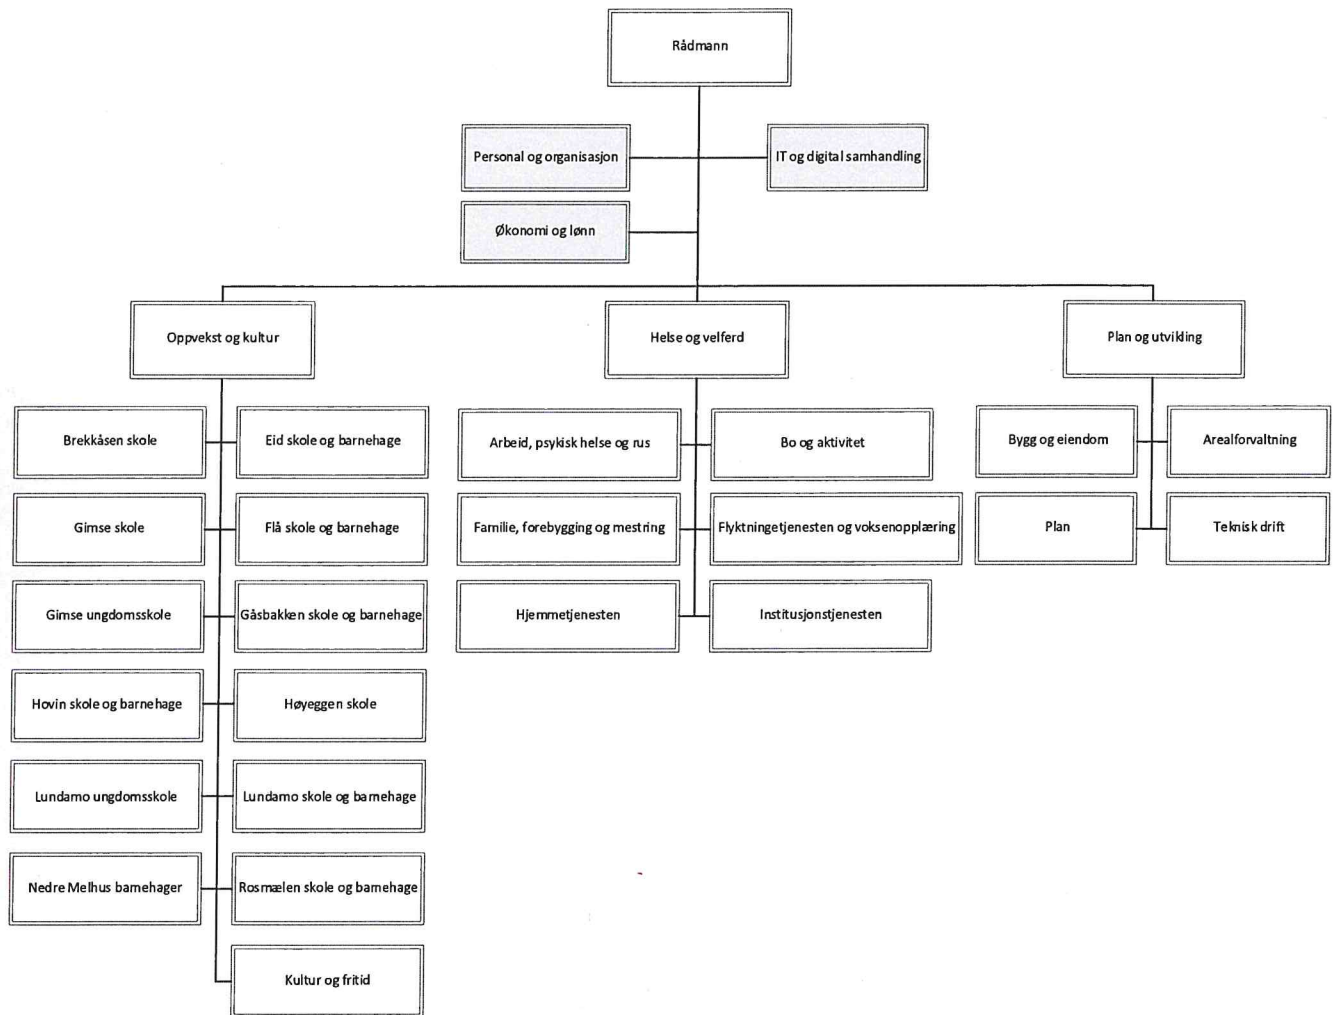 Rådmann
Personal og organisasjon
IT og digital samhandling
Økonomi og lønn
Oppvekst og kultur
Helse og velferd
Plan og utvikling
Brekkåsen skole
Eid skole og barnehage
Gimse skole
Flå skole og barnehage
Gimse ungdomsskole
Gåsbakken skole og barnehage
Hovin skole og barnehage
Høyeggen skole
Lundamo ungdomsskole
Lundamo skole og barnehage
Nedre Melhus barnehager
Rosmælen skole og barnehage
Kultur og fritid
Arbeid, psykisk helse og rus
Bo og aktivitet
Familie, forebygging og mestring
Flyktningetjenesten og voksenopplæring
Hjemmetjenesten
Institusjonstjenesten
Bygg og eiendom
Arealforvaltning
Plan
Teknisk drift